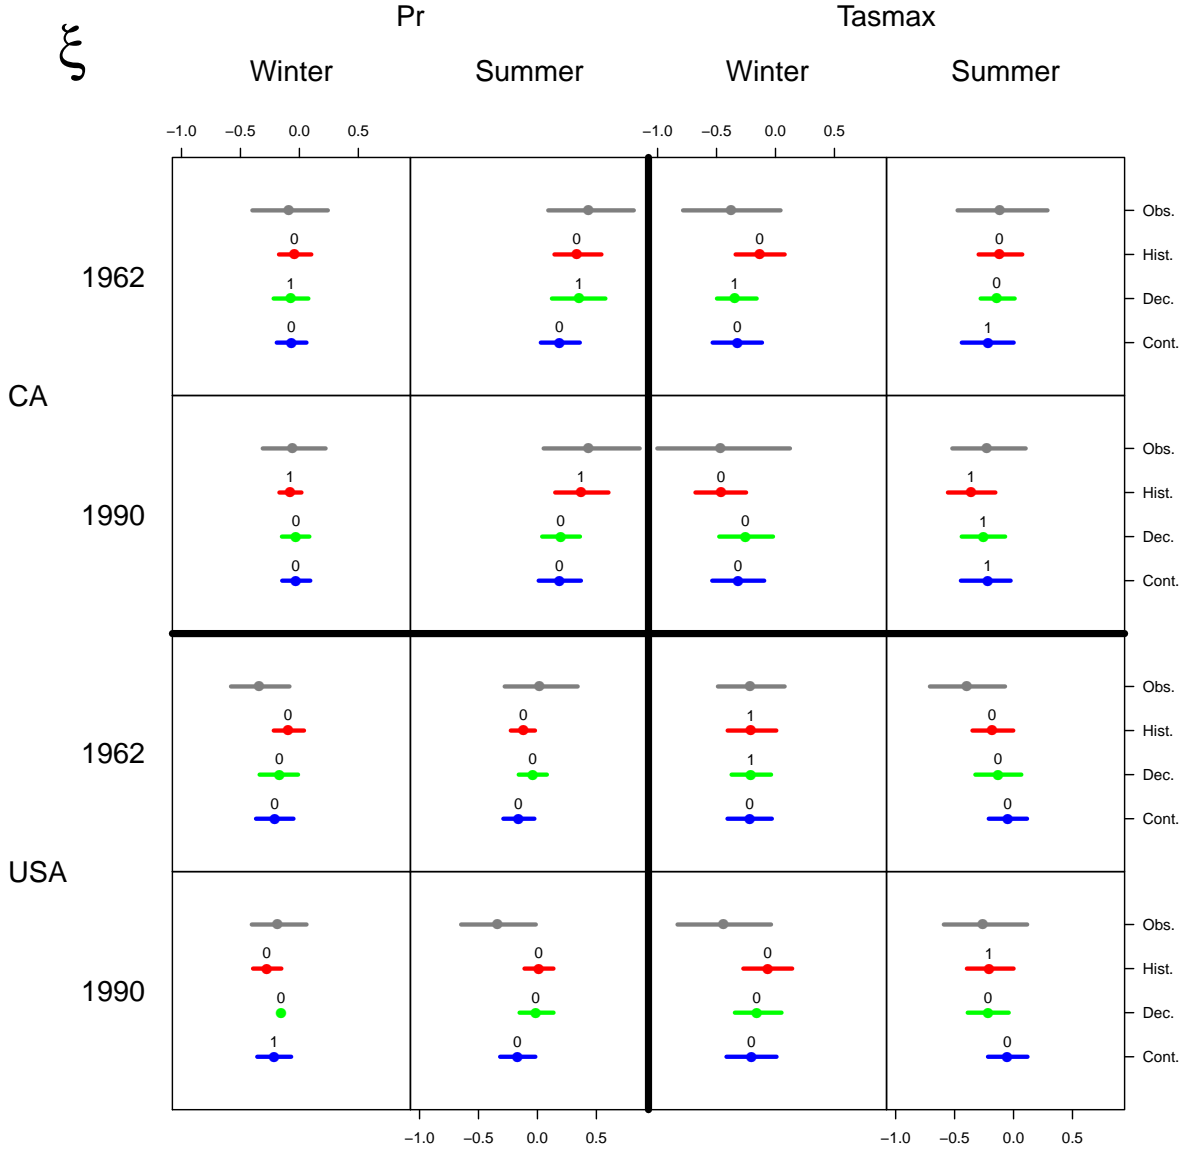 ξ
Pr Tasmax
Winter Summer Winter Summer
−1.0 −0.5 0.0 0.5 −1.0 −0.5 0.0 0.5
CA
1962
Obs.
0 0 0 0 Hist.
1 1 1 0 Dec.
0 0 0 1 Cont.
1990
Obs.
1 1 0 1 Hist.
0 0 0 1 Dec.
0 0 0 1 Cont.
USA
1962
Obs.
0 0 1 0 Hist.
0 0 1 0 Dec.
0 0 0 0 Cont.
1990
Obs.
0 0 0 1 Hist.
0 0 0 0 Dec.
1 0 0 0 Cont.
−1.0 −0.5 0.0 0.5 −1.0 −0.5 0.0 0.5